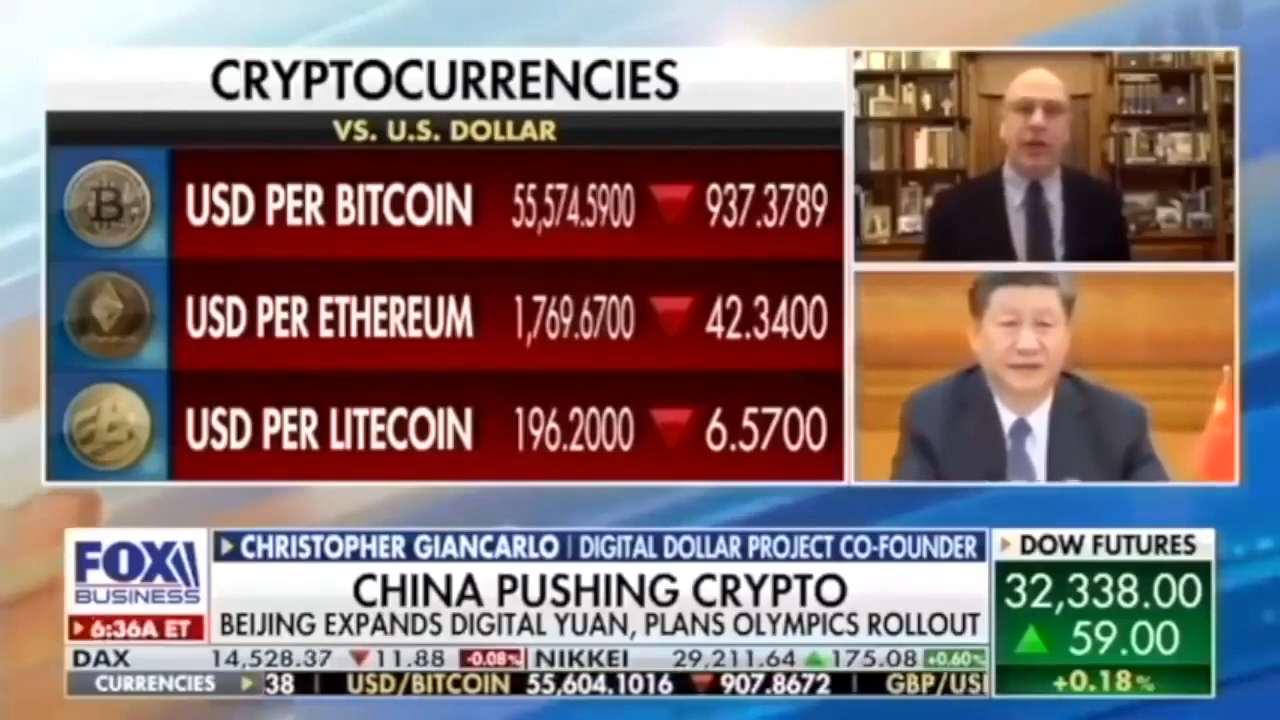 CRYPTOCURRENCIES
VS. U.S. DOLLAR
USD PER BITCOIN 55,574.5900 ▼ 937.3789
USD PER ETHEREUM 1,769.6700 ▼ 42.3400
USD PER LITECOIN 196.2000 ▼ 6.5700
FOX
BUSINESS
6:36A ET
CHRISTOPHER GIANCARLO | DIGITAL DOLLAR PROJECT CO-FOUNDER
CHINA PUSHING CRYPTO
BEIJING EXPANDS DIGITAL YUAN, PLANS OLYMPICS ROLLOUT
DOW FUTURES
32,338.00
▲ 59.00
+0.18%
DAX 14,528.37 ▼ 11.88 -0.08% NIKKEI 29,211.64 ▲ 175.08 +0.60%
CURRENCIES 38 | USD/BITCOIN 55,604.1016 ▼ 907.8672 | GBP/US